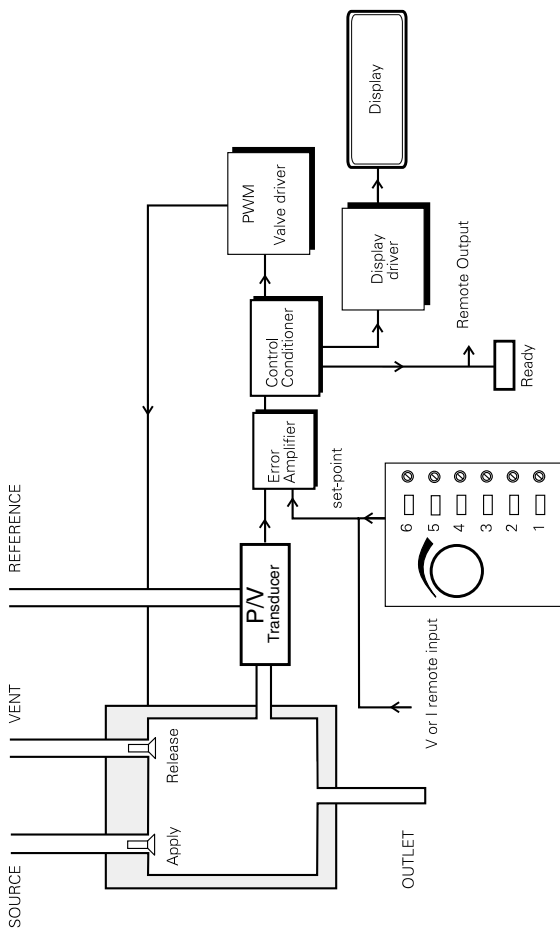 SOURCE
VENT
REFERENCE
Apply
Release
P/V
Transducer
Error
Amplifier
Control
Conditioner
PWM
Valve driver
Display
driver
Display
set-point
Remote Output
Ready
OUTLET
V or I remote input
1
2
3
4
5
6